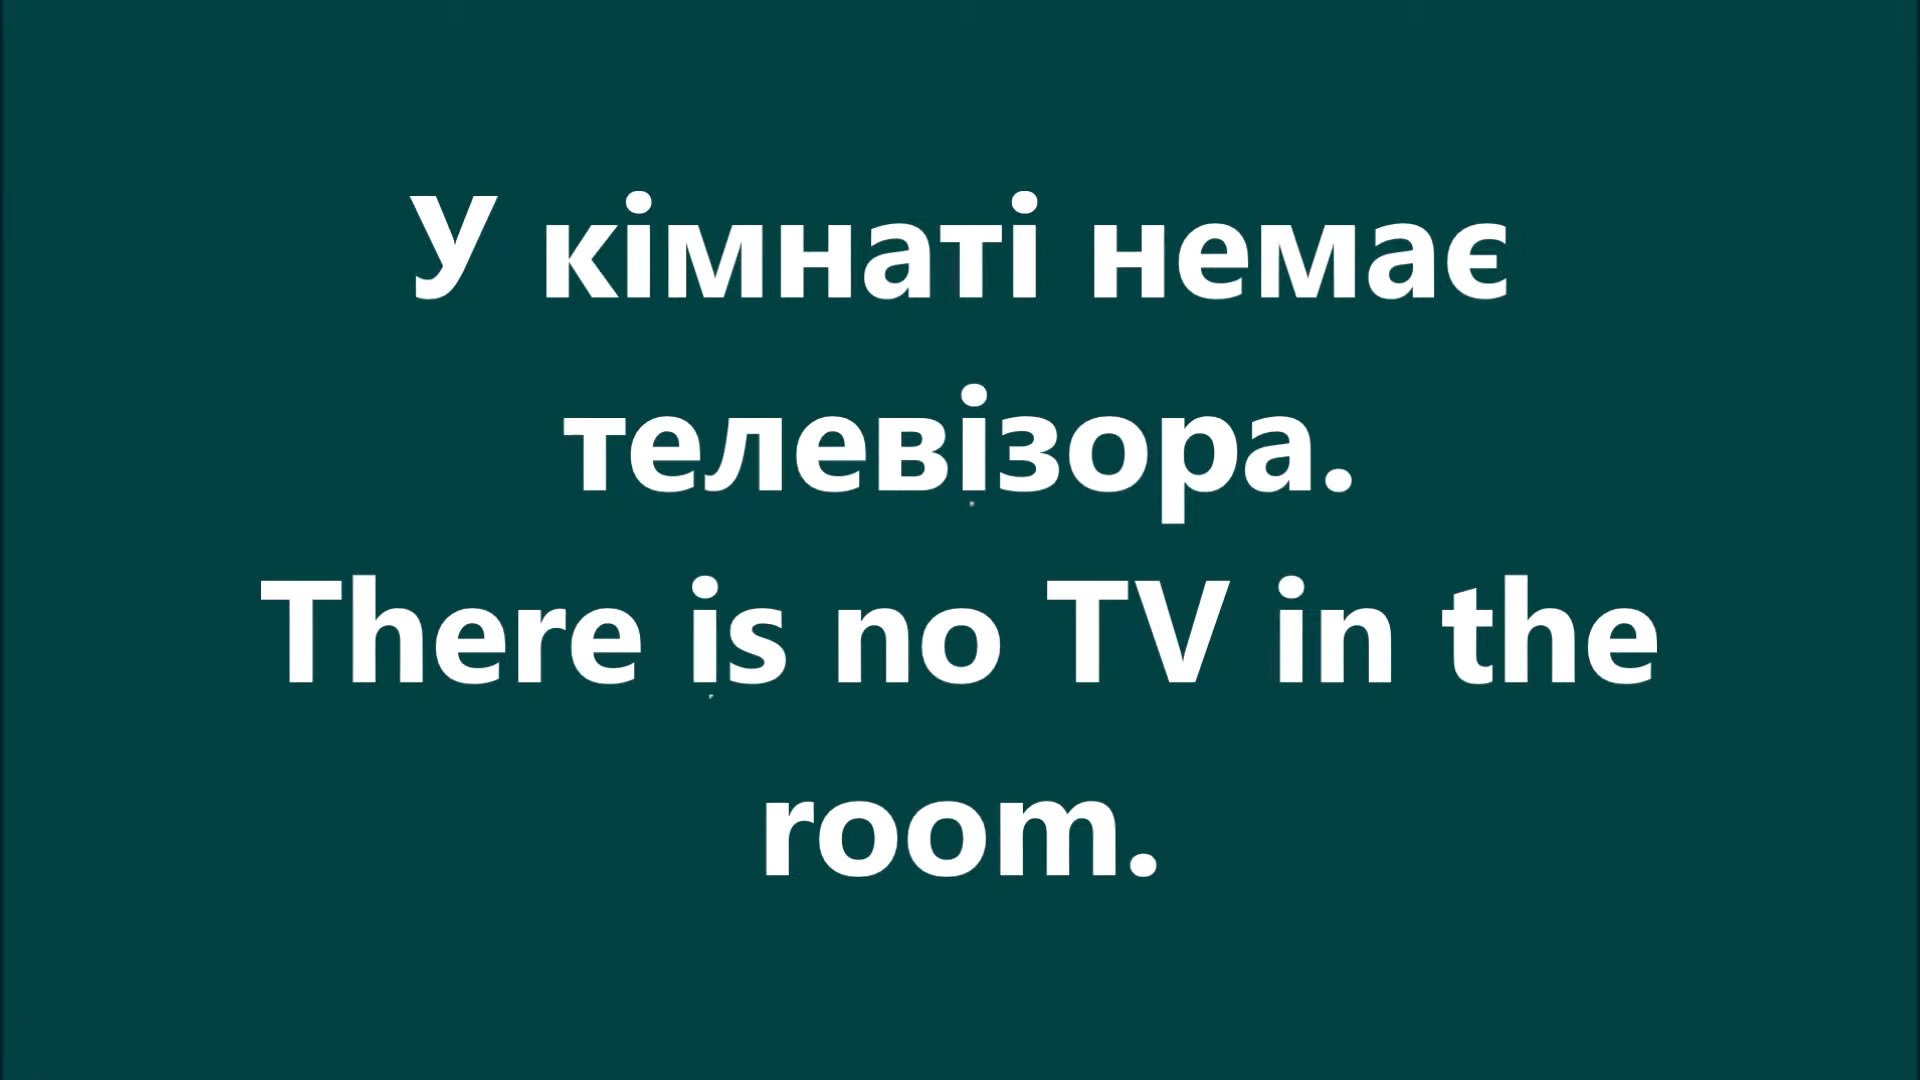 У кімнаті немає
телевізора.
There is no TV in the
room.